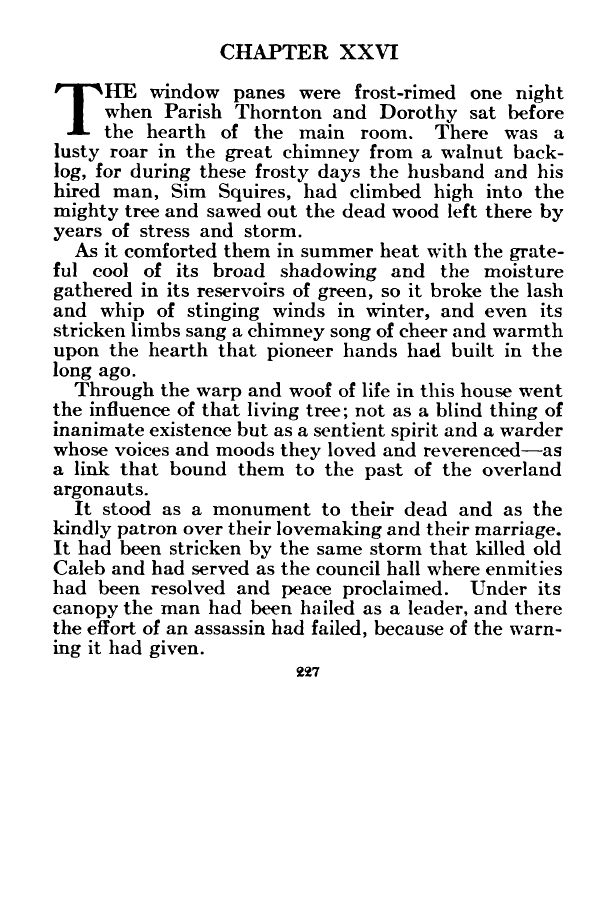 CHAPTER XXVI
THE window panes were frost-rimed one night
when Parish Thornton and Dorothy sat before
the hearth of the main room. There was a
lusty roar in the great chimney from a walnut back-
log, for during these frosty days the husband and his
hired man, Sim Squires, had climbed high into the
mighty tree and sawed out the dead wood left there by
years of stress and storm.
As it comforted them in summer heat with the grate-
ful cool of its broad shadowing and the moisture
gathered in its reservoirs of green, so it broke the lash
and whip of stinging winds in winter, and even its
stricken limbs sang a chimney song of cheer and warmth
upon the hearth that pioneer hands had built in the
long ago.
Through the warp and woof of life in this house went
the influence of that living tree; not as a blind thing of
inanimate existence but as a sentient spirit and a warder
whose voices and moods they loved and reverenced—as
a link that bound them to the past of the overland
argonauts.
It stood as a monument to their dead and as the
kindly patron over their lovemaking and their marriage.
It had been stricken by the same storm that killed old
Caleb and had served as the council hall where enmities
had been resolved and peace proclaimed. Under its
canopy the man had been hailed as a leader, and there
the effort of an assassin had failed, because of the warn-
ing it had given.
227